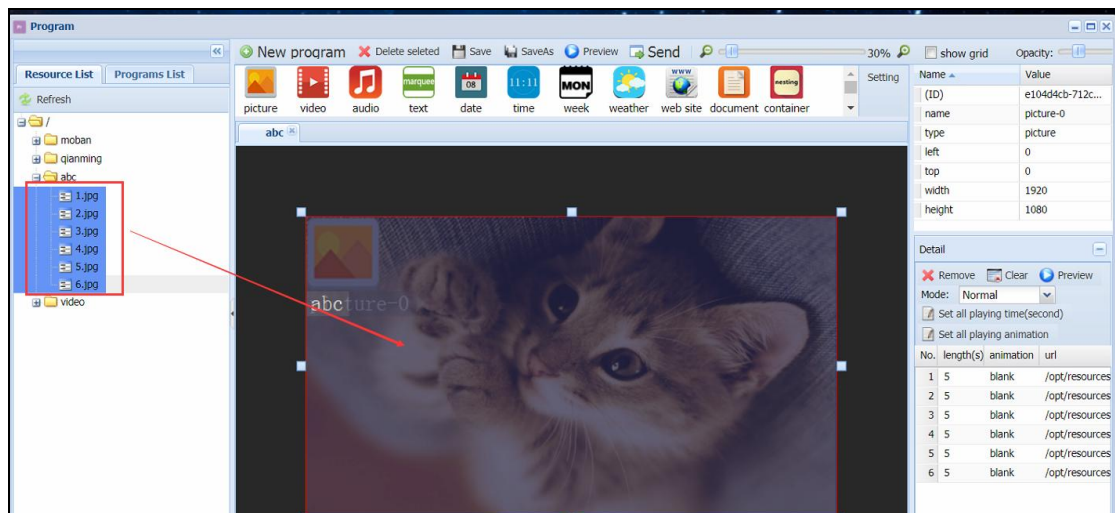 Program
New program Delete seleted Save SaveAs Preview Send 30% show grid Opacity:
Resource List Programs List
Refresh
/
moban
qianming
abc
1.jpg
2.jpg
3.jpg
4.jpg
5.jpg
6.jpg
video
marquee 08 11:11 MON WWW nesting
picture video audio text date time week weather web site document container
Setting
abc
abcture-0
Name Value
(ID) e104d4cb-712c...
name picture-0
type picture
left 0
top 0
width 1920
height 1080
Detail
Remove Clear Preview
Mode: Normal
Set all playing time(second)
Set all playing animation
No. length(s) animation url
1 5 blank /opt/resources
2 5 blank /opt/resources
3 5 blank /opt/resources
4 5 blank /opt/resources
5 5 blank /opt/resources
6 5 blank /opt/resources